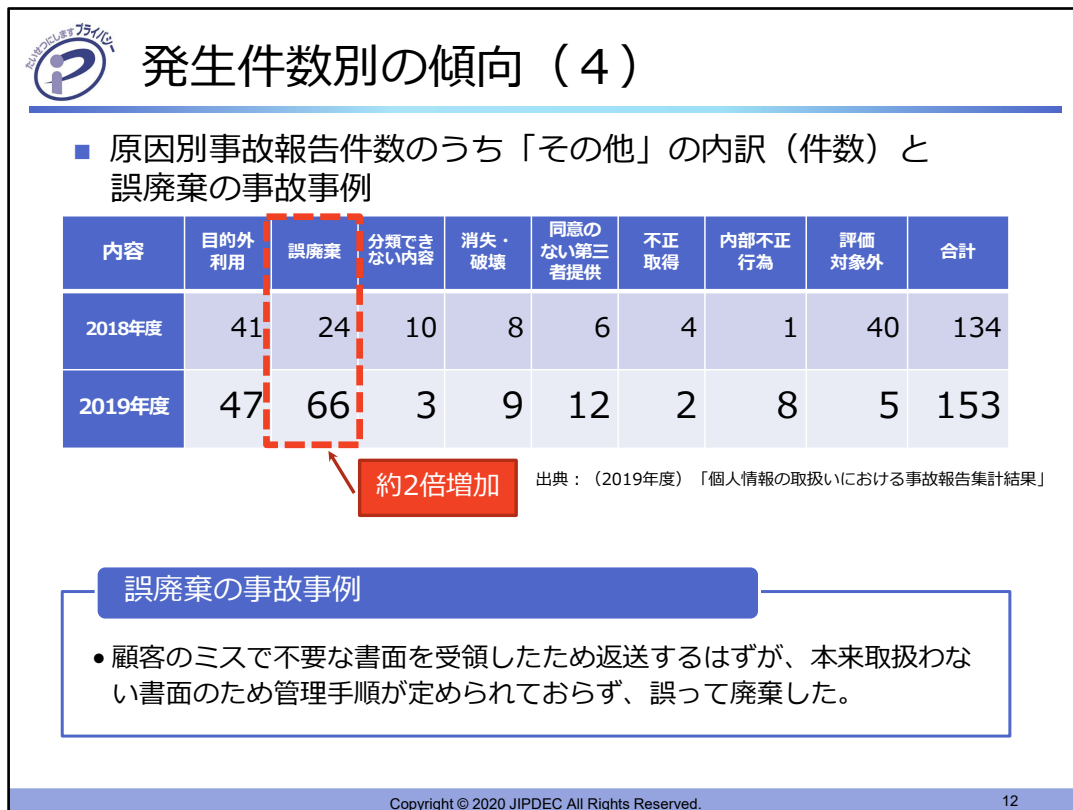 たいせつにしますプライバシー
発生件数別の傾向（4）
■ 原因別事故報告件数のうち「その他」の内訳（件数）と
誤廃棄の事故事例
内容 目的外利用 誤廃棄 分類できない内容 消失・破壊 同意のない第三者提供 不正取得 内部不正行為 評価対象外 合計
2018年度 41 24 10 8 6 4 1 40 134
2019年度 47 66 3 9 12 2 8 5 153
約2倍増加
出典：（2019年度）「個人情報の取扱いにおける事故報告集計結果」
誤廃棄の事故事例
• 顧客のミスで不要な書面を受領したため返送するはずが、本来取扱わな
い書面のため管理手順が定められておらず、誤って廃棄した。
Copyright © 2020 JIPDEC All Rights Reserved.
12